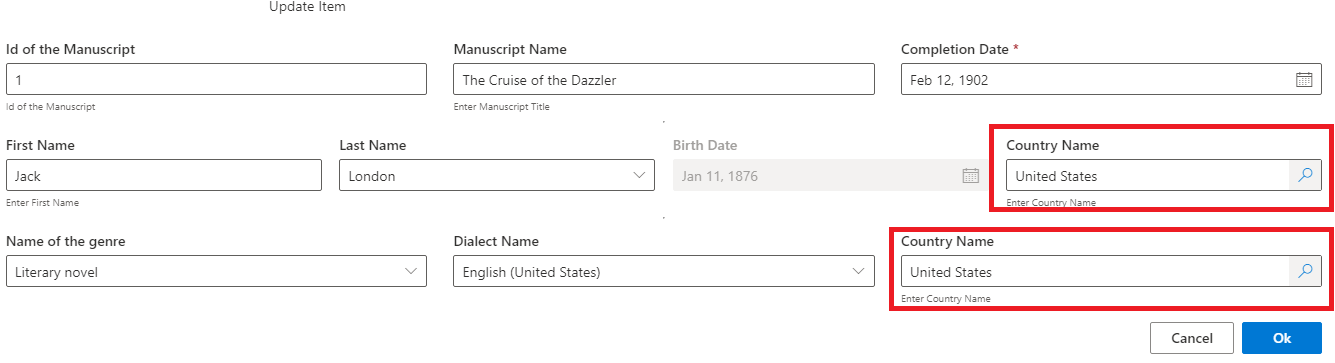 Update Item
Id of the Manuscript Manuscript Name Completion Date *
1 The Cruise of the Dazzler Feb 12, 1902
Id of the Manuscript Enter Manuscript Title
First Name Last Name Birth Date Country Name
Jack London Jan 11, 1876 United States
Enter First Name Enter Country Name
Name of the genre Dialect Name Country Name
Literary novel English (United States) United States
Enter Country Name
Cancel Ok